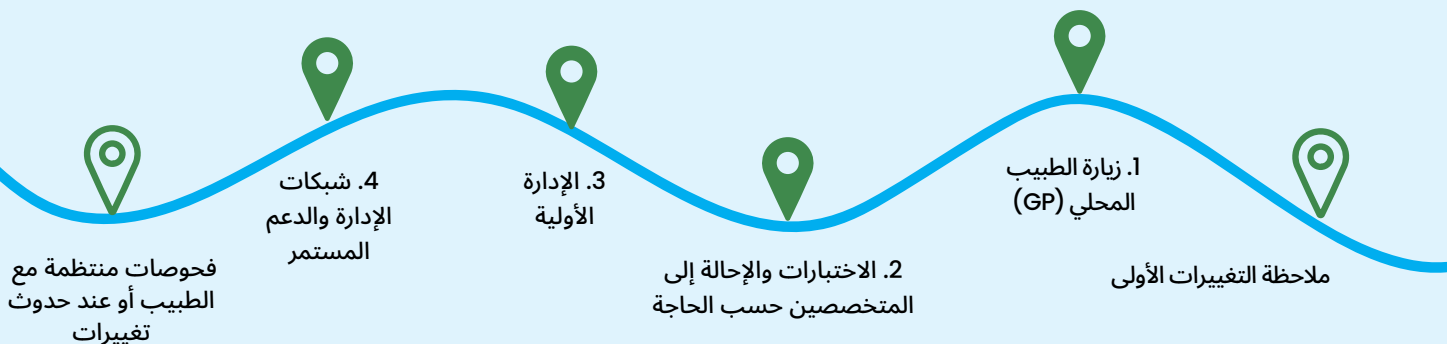 ملاحظة التغييرات الأولى
1. زيارة الطبيب
المحلي (GP)
2. الاختبارات والإحالة إلى
المتخصصين حسب الحاجة
3. الإدارة
الأولية
4. شبكات
الإدارة والدعم
المستمر
فحوصات منتظمة مع
الطبيب أو عند حدوث
تغييرات